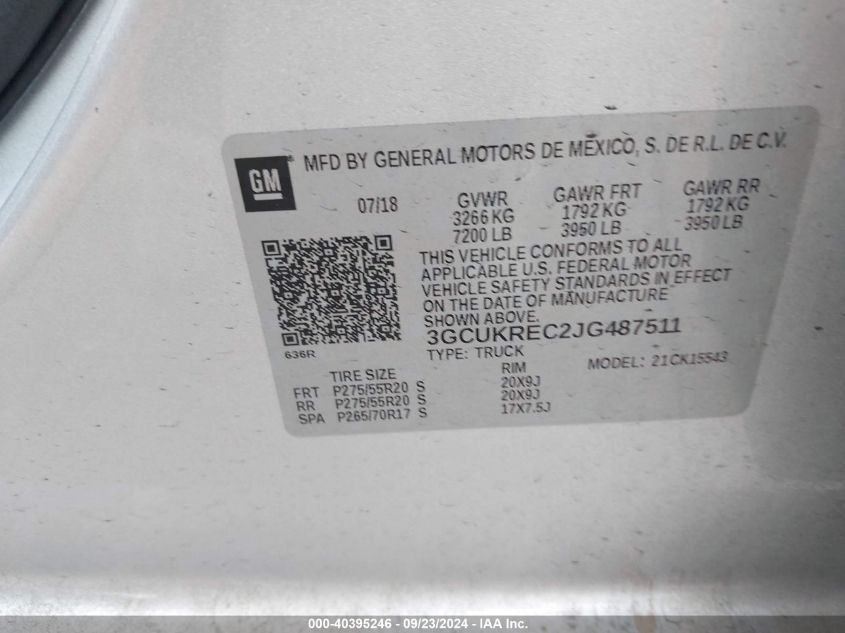 GM ® MFD BY GENERAL MOTORS DE MEXICO, S. DE R.L. DE C.V.
07/18 GVWR GAWR FRT GAWR RR
3266 KG 1792 KG 1792 KG
7200 LB 3950 LB 3950 LB
THIS VEHICLE CONFORMS TO ALL
APPLICABLE U.S. FEDERAL MOTOR
VEHICLE SAFETY STANDARDS IN EFFECT
ON THE DATE OF MANUFACTURE
SHOWN ABOVE.
3GCUKREC2JG487511
636R
TYPE: TRUCK MODEL: 21CK15543
TIRE SIZE RIM
FRT P275/55R20 S 20X9J
RR P275/55R20 S 20X9J
SPA P265/70R17 S 17X7.5J
000-40395246 - 09/23/2024 - IAA Inc.